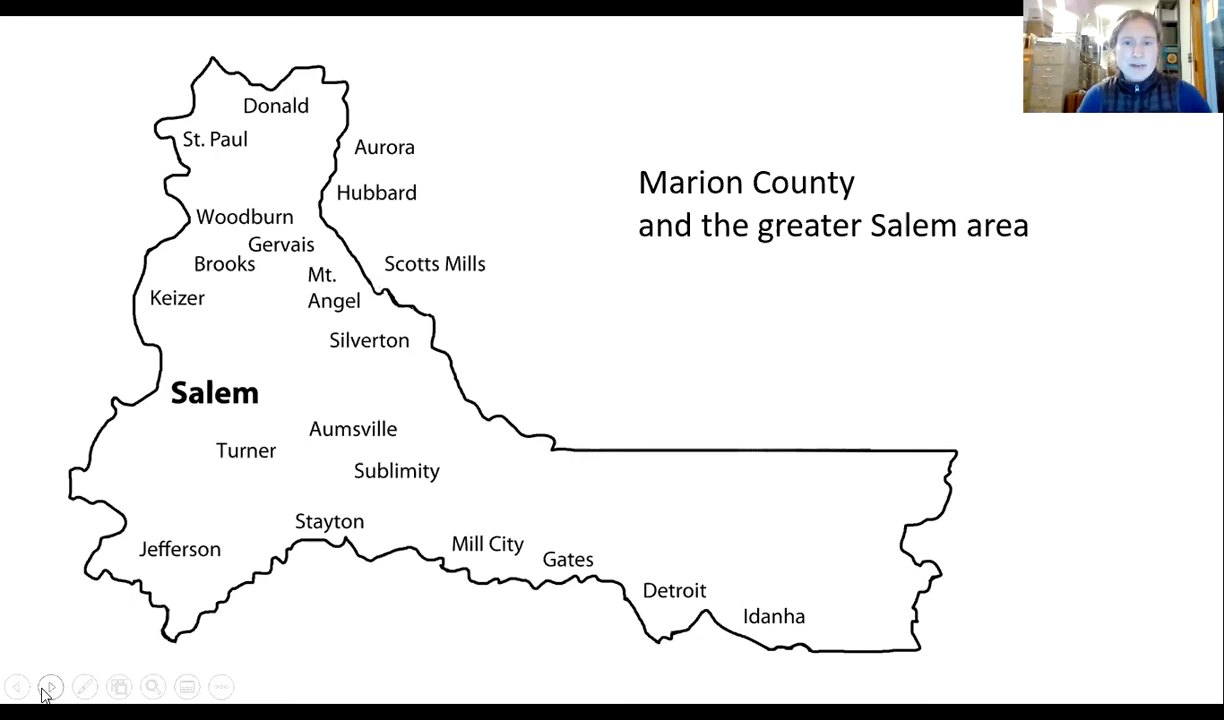 Donald
St. Paul
Aurora
Marion County
and the greater Salem area
Hubbard
Woodburn
Gervais
Brooks
Scotts Mills
Mt.
Angel
Keizer
Silverton
Salem
Aumsville
Turner
Sublimity
Stayton
Jefferson
Mill City
Gates
Detroit
Idanha